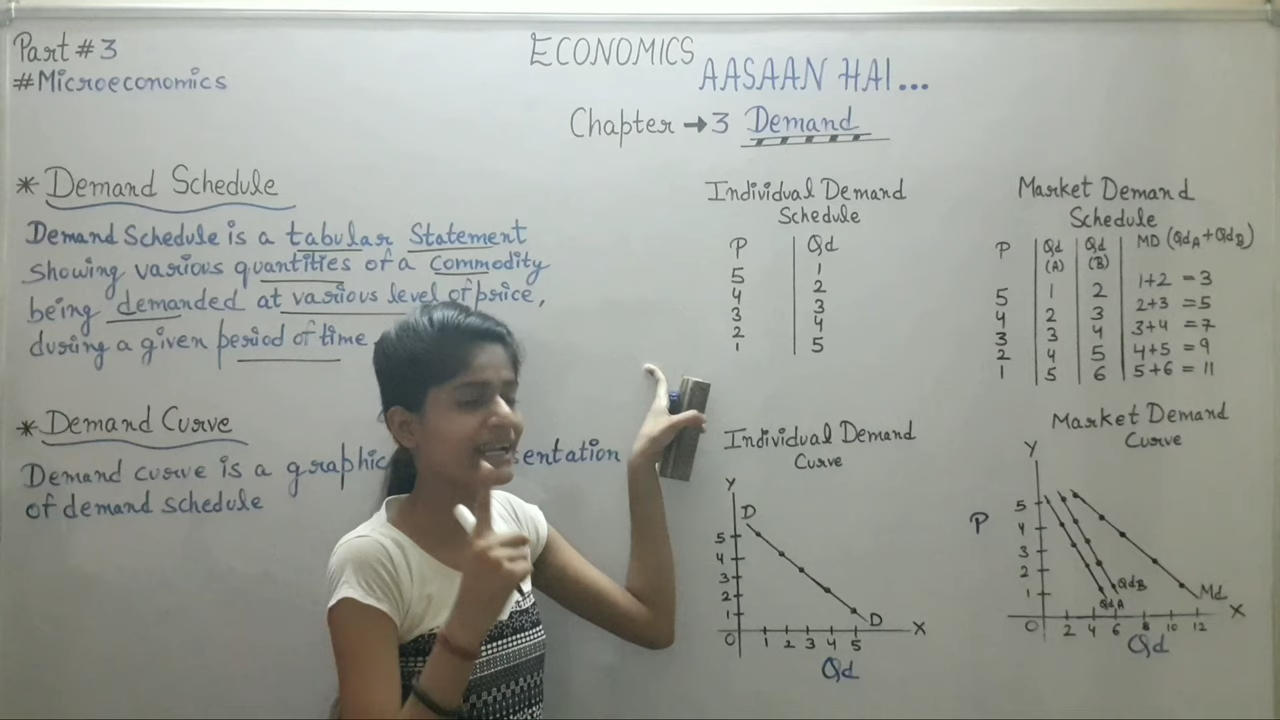 Part # 3
# Microeconomics
ECONOMICS
AASAAN HAI...
Chapter → 3 Demand
* Demand Schedule
Demand Schedule is a tabular Statement
showing various quantities of a commodity
being demanded at various level of price,
during a given period of time
* Demand Curve
Demand curve is a graphic sentation
of demand schedule
Individual Demand
Schedule
P Qd
5 1
4 2
3 3
2 4
1 5
Market Demand
Schedule
P Qd (A) Qd (B) MD (QdA+QdB)
5 1 2 1+2 = 3
4 2 3 2+3 = 5
3 3 4 3+4 = 7
2 4 5 4+5 = 9
1 5 6 5+6 = 11
Individual Demand
Curve
Y
D
5
4
3
2
1
D
X
0 1 2 3 4 5
Qd
Market Demand
Curve
Y
P
5
4
3
2
1
QdB
QdA
Md
X
0 2 4 6 8 10 12
Qd